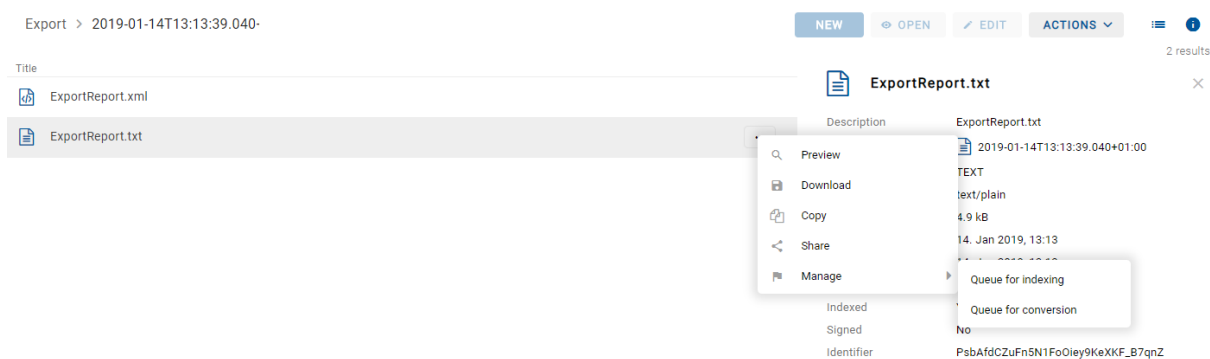 Export > 2019-01-14T13:13:39.040-
NEW OPEN EDIT ACTIONS
2 results
Title
ExportReport.xml
ExportReport.txt
Preview
Download
Copy
Share
Manage
Queue for indexing
Queue for conversion
ExportReport.txt
Description ExportReport.txt
2019-01-14T13:13:39.040+01:00
TEXT
text/plain
4.9 kB
14. Jan 2019, 13:13
Indexed
Signed No
Identifier PsbAfdCZuFn5N1FoOiey9KeXKF_B7qnZ